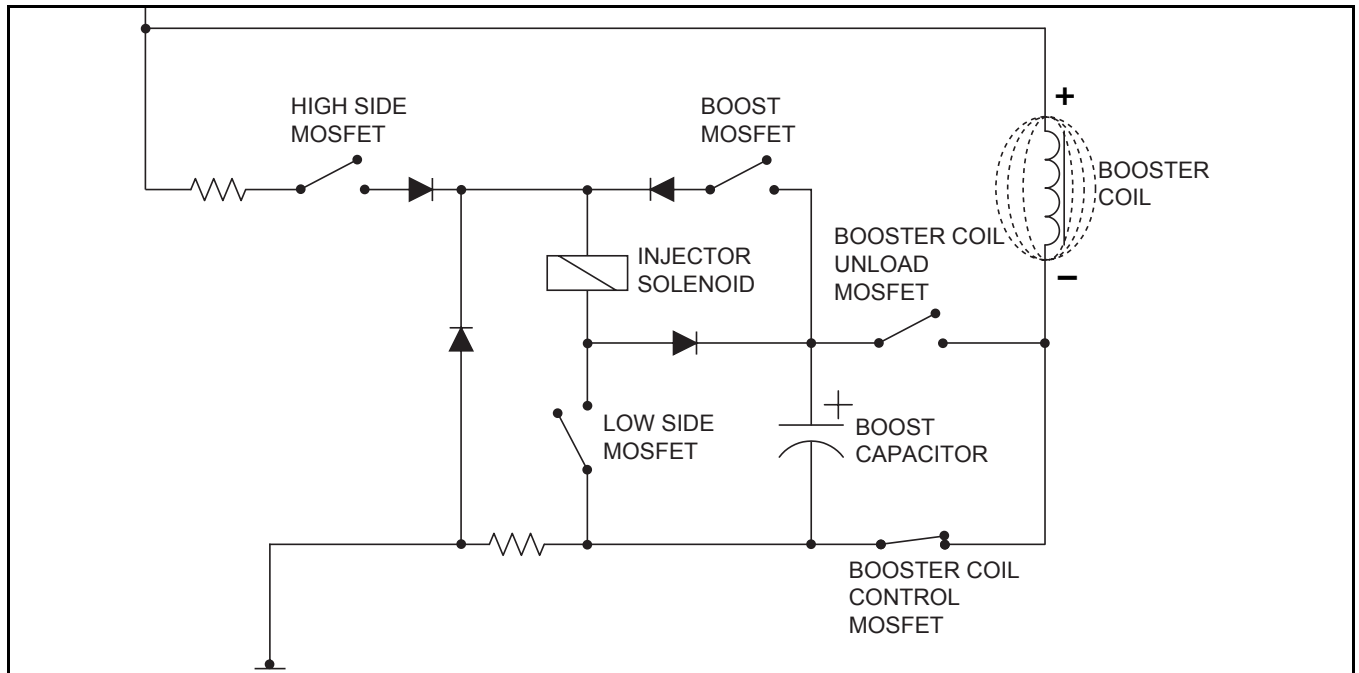 HIGH SIDE
MOSFET
BOOST
MOSFET
+
BOOSTER
COIL
BOOSTER COIL
UNLOAD
MOSFET
−
INJECTOR
SOLENOID
+
LOW SIDE
MOSFET
BOOST
CAPACITOR
BOOSTER COIL
CONTROL
MOSFET